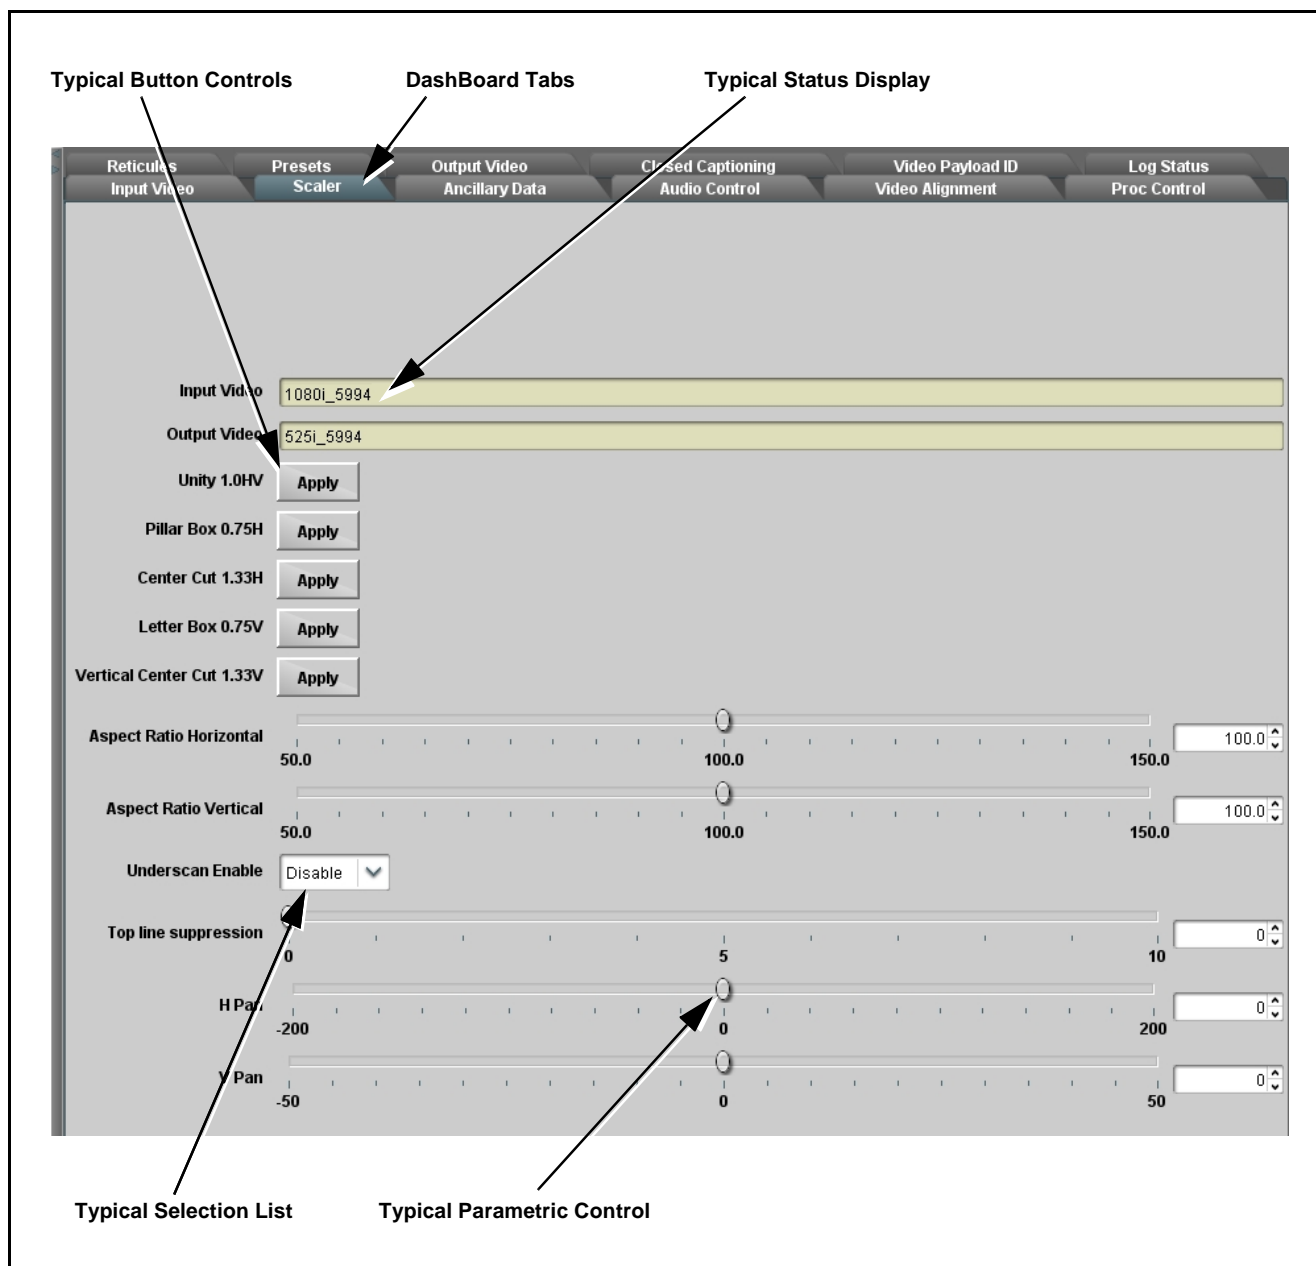 Typical Button Controls DashBoard Tabs Typical Status Display
Reticules Presets Output Video Closed Captioning Video Payload ID Log Status
Input Video Scaler Ancillary Data Audio Control Video Alignment Proc Control
Input Video 1080i_5994
Output Video 525i_5994
Unity 1.0HV Apply
Pillar Box 0.75H Apply
Center Cut 1.33H Apply
Letter Box 0.75V Apply
Vertical Center Cut 1.33V Apply
Aspect Ratio Horizontal 100.0
50.0 100.0 150.0
Aspect Ratio Vertical 100.0
50.0 100.0 150.0
Underscan Enable Disable
Top line suppression 0
0 5 10
H Pan 0
-200 0 200
V Pan 0
-50 0 50
Typical Selection List Typical Parametric Control